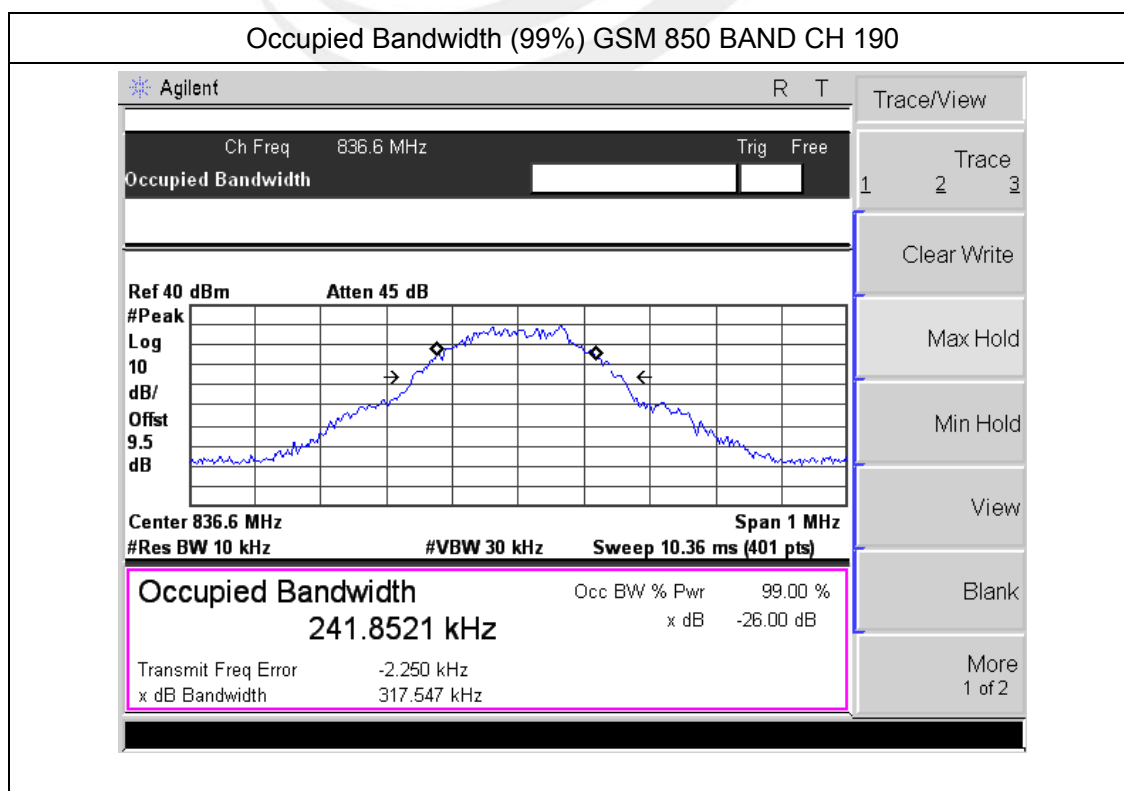 Occupied Bandwidth (99%) GSM 850 BAND CH 190
Agilent R T
Trace/View
Ch Freq 836.6 MHz Trig Free
Occupied Bandwidth
Trace
1 2 3
Clear Write
Ref 40 dBm Atten 45 dB
#Peak
Log
10
dB/
Offst
9.5
dB
Max Hold
Min Hold
View
Center 836.6 MHz Span 1 MHz
#Res BW 10 kHz #VBW 30 kHz Sweep 10.36 ms (401 pts)
Occupied Bandwidth Occ BW % Pwr 99.00 %
241.8521 kHz x dB -26.00 dB
Blank
Transmit Freq Error -2.250 kHz
x dB Bandwidth 317.547 kHz
More
1 of 2